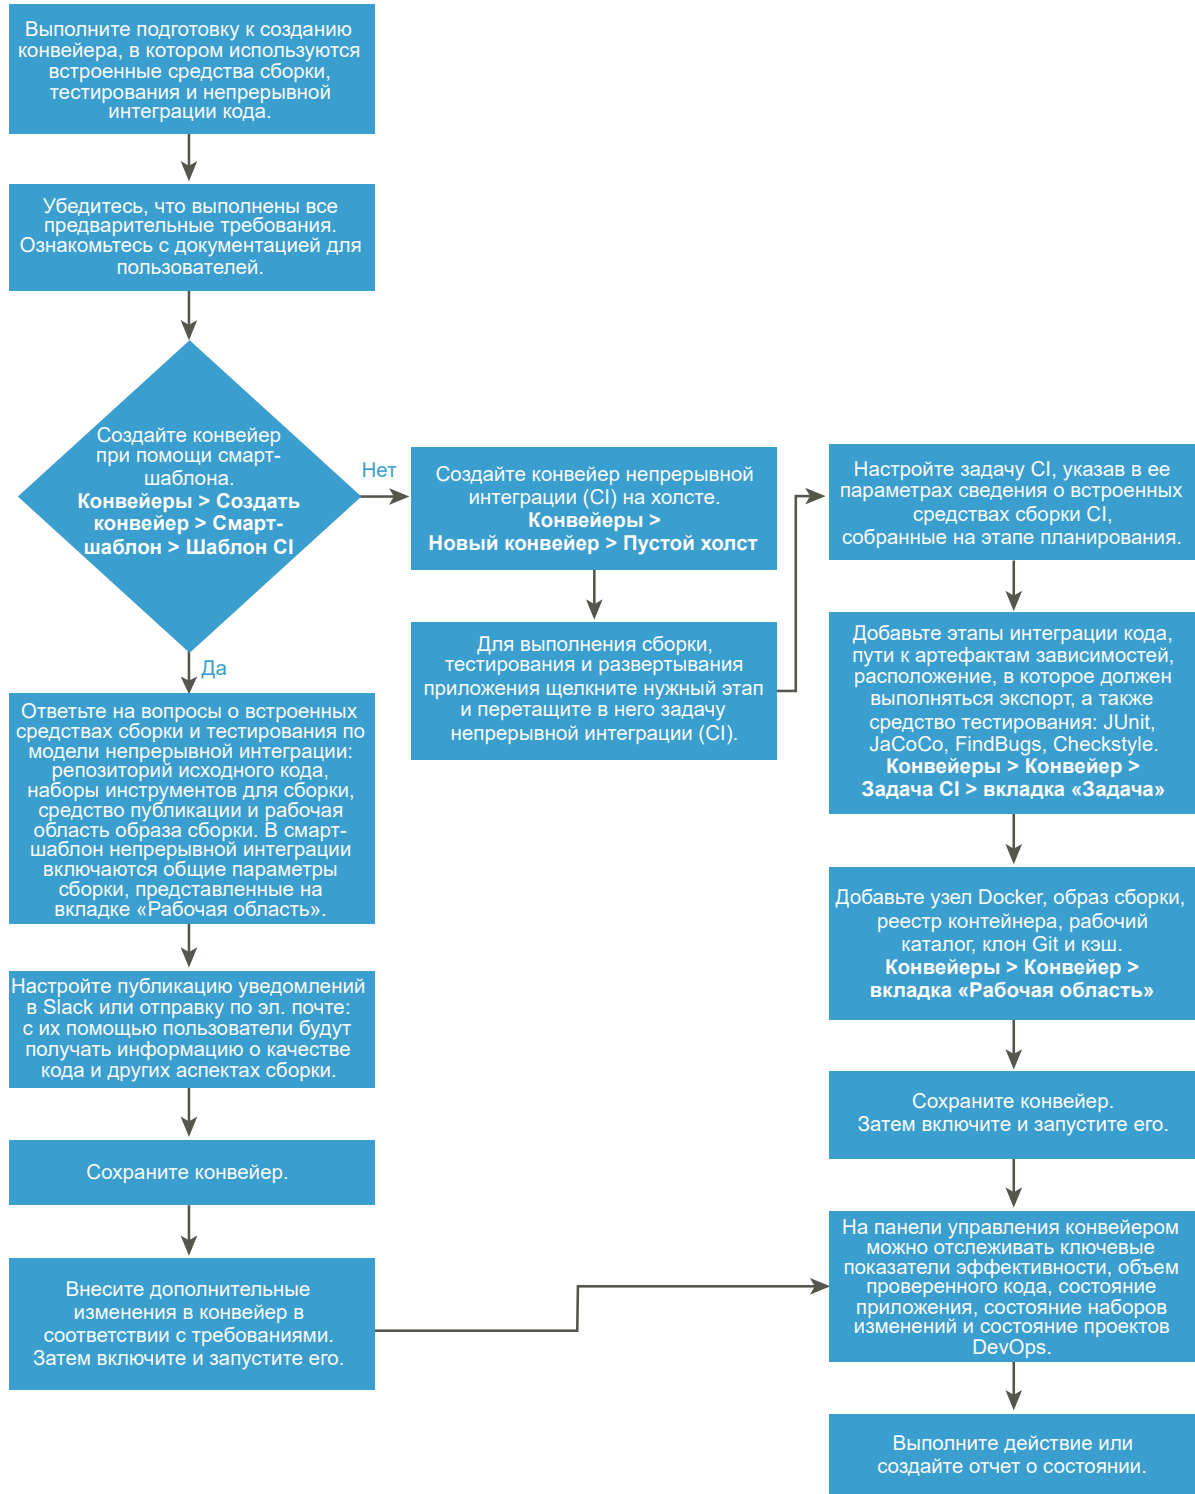 Выполните подготовку к созданию
конвейера, в котором используются
встроенные средства сборки,
тестирования и непрерывной
интеграции кода.
Убедитесь, что выполнены все
предварительные требования.
Ознакомьтесь с документацией для
пользователей.
Создайте конвейер
при помощи смарт-
шаблона.
Конвейеры > Создать
конвейер > Смарт-
шаблон > Шаблон CI
Нет
Да
Ответьте на вопросы о встроенных
средствах сборки и тестирования по
модели непрерывной интеграции:
репозиторий исходного кода,
наборы инструментов для сборки,
средство публикации и рабочая
область образа сборки. В смарт-
шаблон непрерывной интеграции
включаются общие параметры
сборки, представленные на
вкладке «Рабочая область».
Настройте публикацию уведомлений
в Slack или отправку по эл. почте:
с их помощью пользователи будут
получать информацию о качестве
кода и других аспектах сборки.
Сохраните конвейер.
Внесите дополнительные
изменения в конвейер в
соответствии с требованиями.
Затем включите и запустите его.
Создайте конвейер непрерывной
интеграции (CI) на холсте.
Конвейеры >
Новый конвейер > Пустой холст
Для выполнения сборки,
тестирования и развертывания
приложения щелкните нужный этап
и перетащите в него задачу
непрерывной интеграции (CI).
Настройте задачу CI, указав в ее
параметрах сведения о встроенных
средствах сборки CI,
собранные на этапе планирования.
Добавьте этапы интеграции кода,
пути к артефактам зависимостей,
расположение, в которое должен
выполняться экспорт, а также
средство тестирования: JUnit,
JaCoCo, FindBugs, Checkstyle.
Конвейеры > Конвейер >
Задача CI > вкладка «Задача»
Добавьте узел Docker, образ сборки,
реестр контейнера, рабочий
каталог, клон Git и кэш.
Конвейеры > Конвейер >
вкладка «Рабочая область»
Сохраните конвейер.
Затем включите и запустите его.
На панели управления конвейером
можно отслеживать ключевые
показатели эффективности, объем
проверенного кода, состояние
приложения, состояние наборов
изменений и состояние проектов
DevOps.
Выполните действие или
создайте отчет о состоянии.